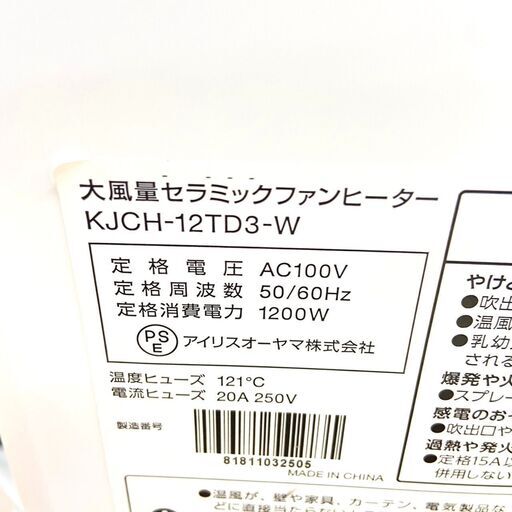 大風量セラミックファンヒーター
KJCH-12TD3-W
定格電圧 AC100V
定格周波数 50/60Hz
定格消費電力 1200W
PSE アイリスオーヤマ株式会社
温度ヒューズ 121°C
電流ヒューズ 20A 250V
製造番号
81811032505
MADE IN CHINA
やけ
●吹出
●温風
●乳幼
される
爆発や火
●スプレー
感電のお
●吹出口や
過熱や発火
●定格15A以
併用しない
●温風が、壁や家具、カーテン、電気製品な
どに直接当たらない